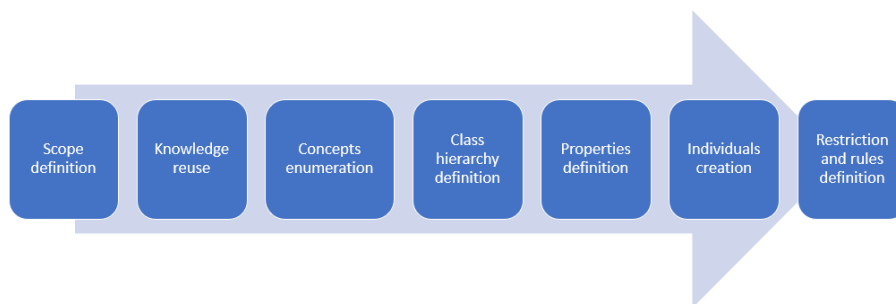 Scope
definition
Knowledge
reuse
Concepts
enumeration
Class
hierarchy
definition
Properties
definition
Individuals
creation
Restriction
and rules
definition